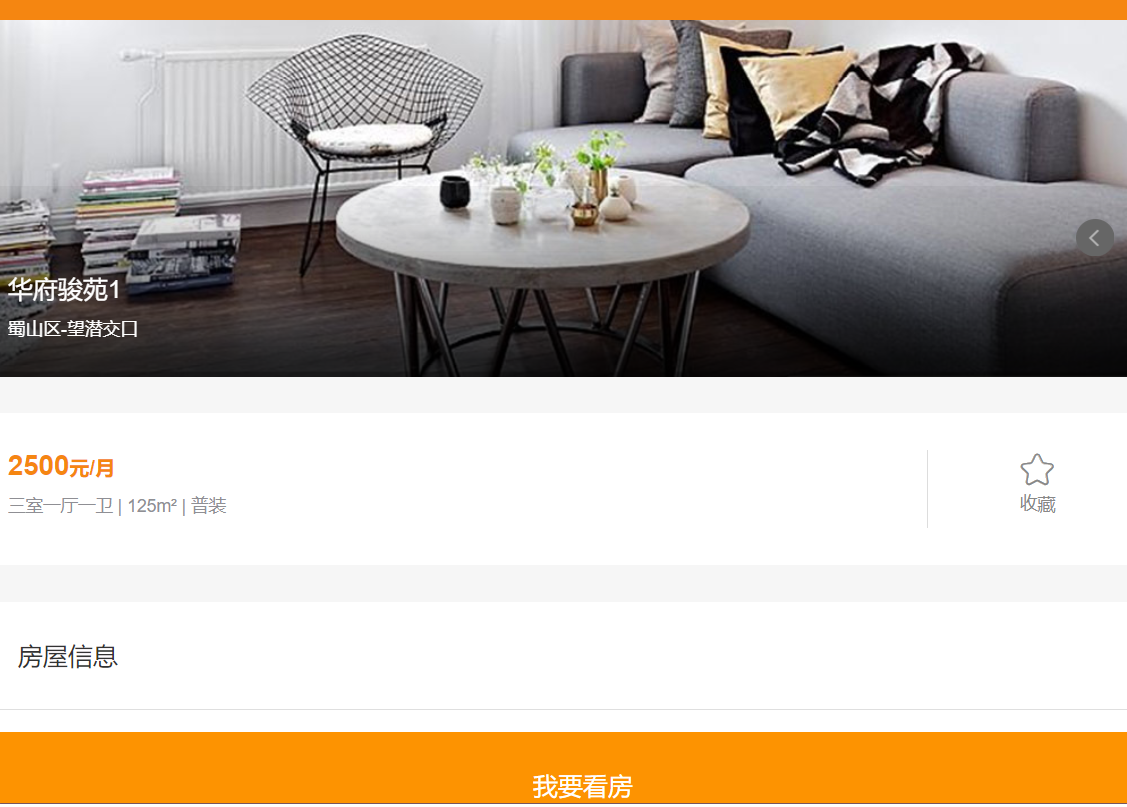 华府骏苑1
蜀山区-望潜交口
2500元/月
三室一厅一卫 | 125m² | 普装
收藏
房屋信息
我要看房